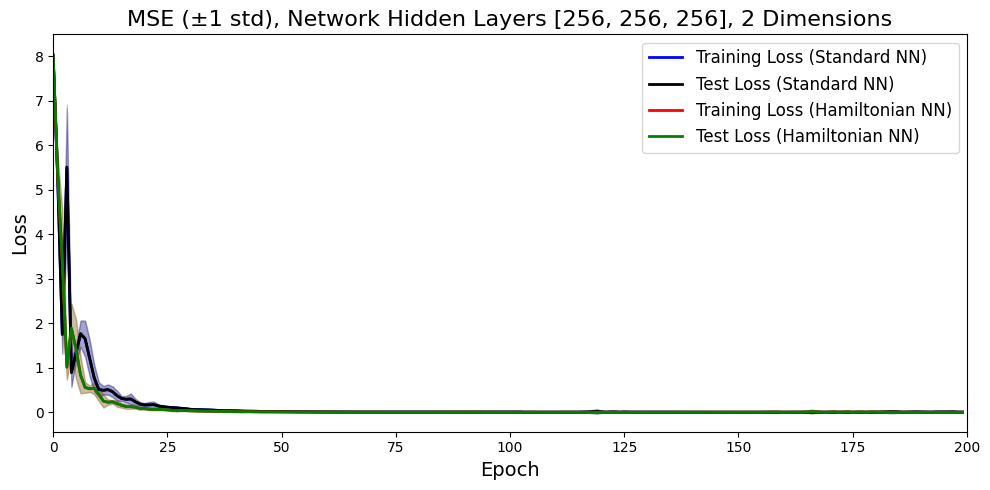 MSE (±1 std), Network Hidden Layers [256, 256, 256], 2 Dimensions
Training Loss (Standard NN)
Test Loss (Standard NN)
Training Loss (Hamiltonian NN)
Test Loss (Hamiltonian NN)
Loss
8
7
6
5
4
3
2
1
0
0 25 50 75 100 125 150 175 200
Epoch